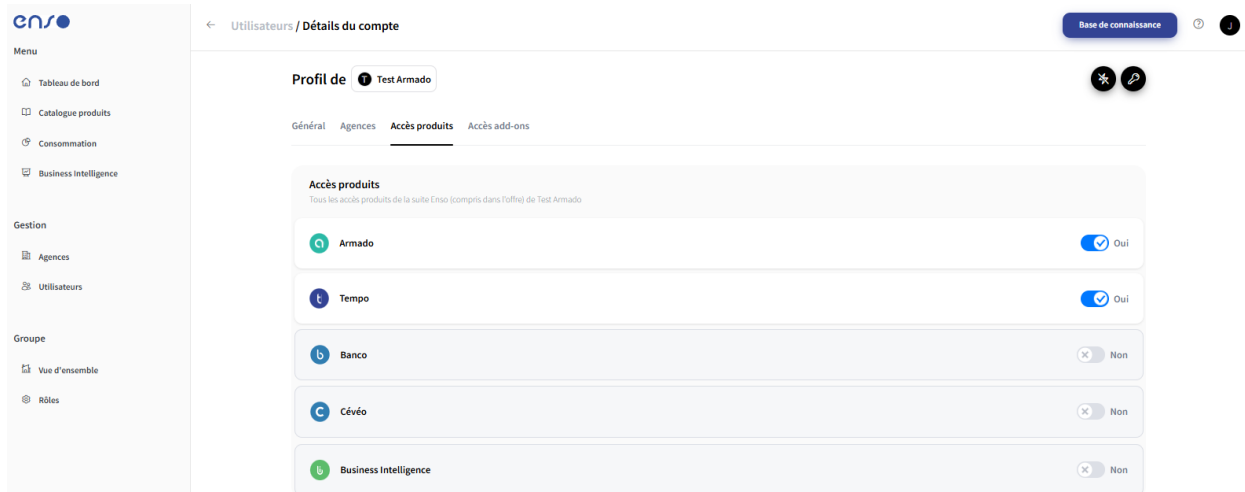 enso
Menu
Tableau de bord
Catalogue produits
Consommation
Business Intelligence
Gestion
Agences
Utilisateurs
Groupe
Vue d'ensemble
Rôles
← Utilisateurs / Détails du compte
Base de connaissance
?
J
Profil de T Test Armado
Général Agences Accès produits Accès add-ons
Accès produits
Tous les accès produits de la suite Enso (compris dans l'offre) de Test Armado
Armado Oui
t Tempo Oui
b Banco Non
C Cévéo Non
b Business Intelligence Non